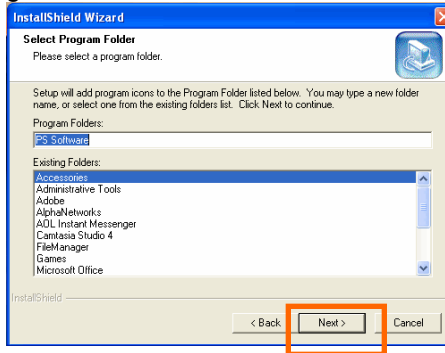 InstallShield Wizard
Select Program Folder
Please select a program folder.
Setup will add program icons to the Program Folder listed below. You may type a new folder
name, or select one from the existing folders list. Click Next to continue.
Program Folders:
PS Software
Existing Folders:
Accessories
Administrative Tools
Adobe
AlphaNetworks
AOL Instant Messenger
Camtasia Studio 4
FileManager
Games
Microsoft Office
InstallShield
< Back
Next >
Cancel